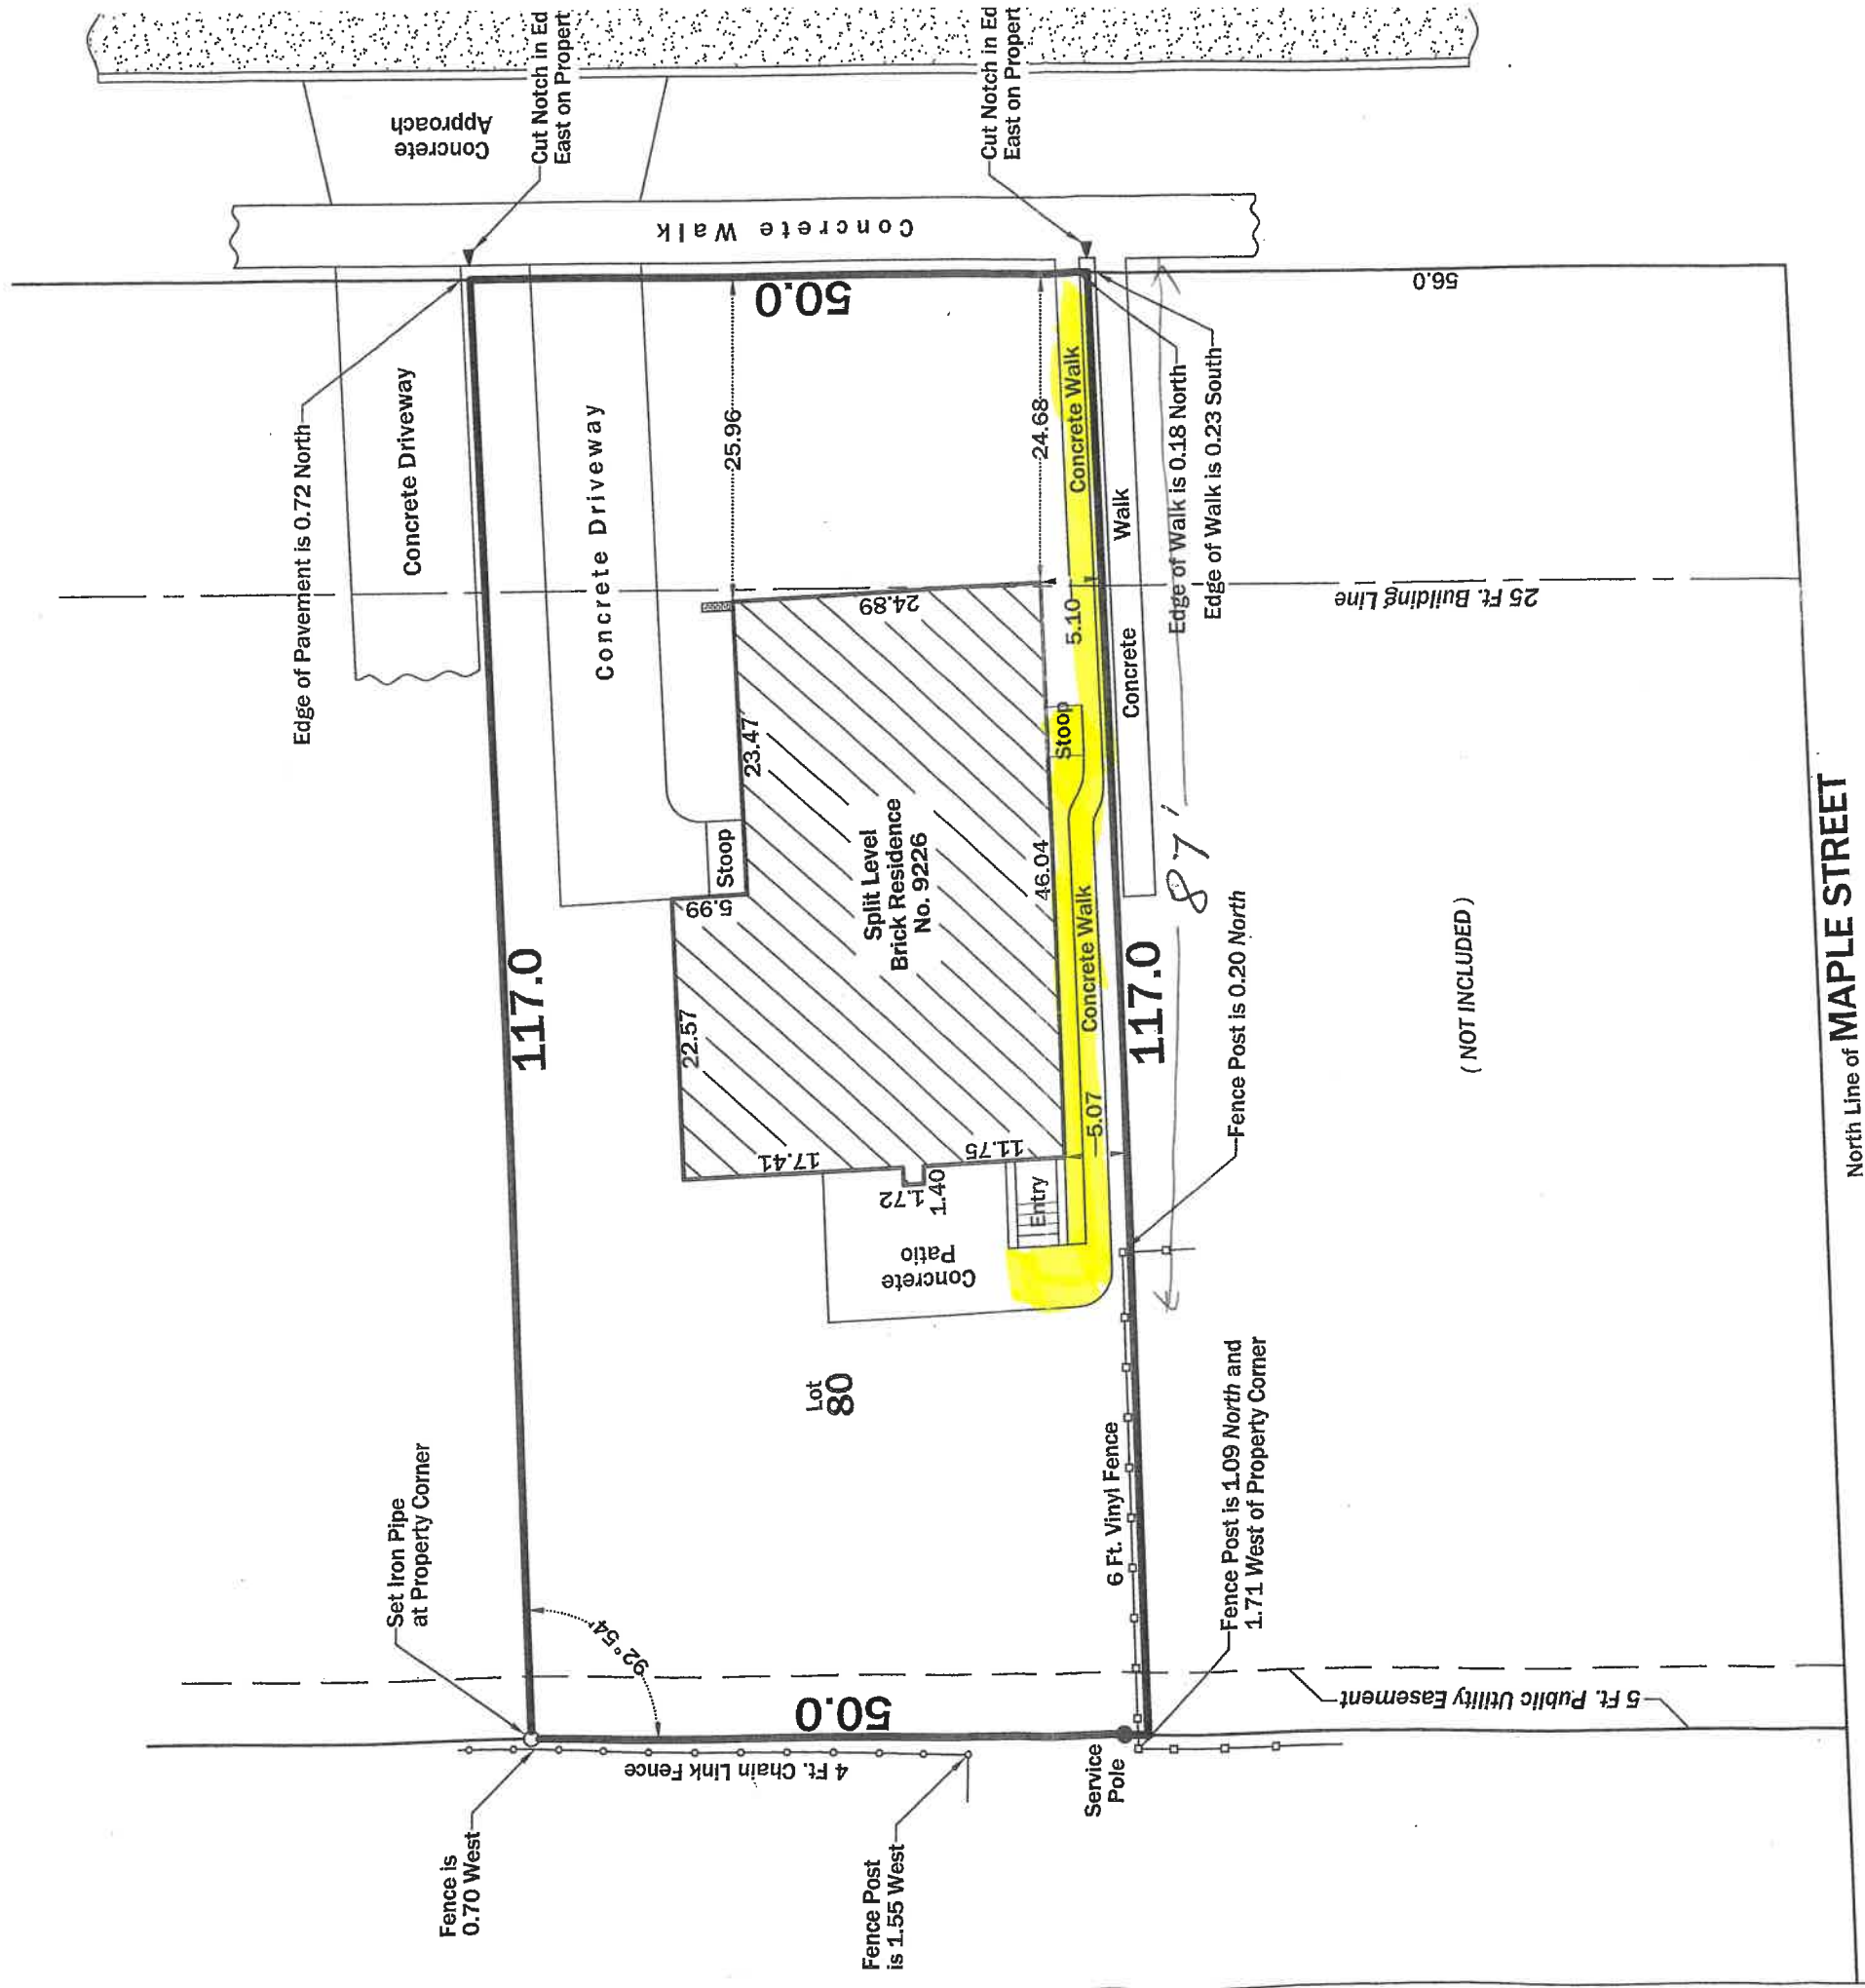 Concrete
Approach
Cut Notch in Ed
East on Propert
Cut Notch in Ed
East on Propert
Concrete Walk
Edge of Pavement is 0.72 North
Concrete Driveway
Concrete Driveway
50.0
56.0
25.96
24.68
Concrete Walk
Concrete Walk
Edge of Walk is 0.18 North
Edge of Walk is 0.23 South
25 Ft. Building Line
24.89
5.10
23.47
Stoop
Stoop
5.99
Split Level
Brick Residence
No. 9226
46.04
Concrete Walk
87'
117.0
117.0
22.57
17.41
11.75
5.07
1.72
1.40
Entry
Concrete
Patio
Fence Post is 0.20 North
(NOT INCLUDED)
North Line of MAPLE STREET
Lot
80
Set Iron Pipe
at Property Corner
92°54'
6 Ft. Vinyl Fence
Fence Post is 1.09 North and
1.71 West of Property Corner
50.0
5 Ft. Public Utility Easement
4 Ft. Chain Link Fence
Service
Pole
Fence is
0.70 West
Fence Post
is 1.55 West